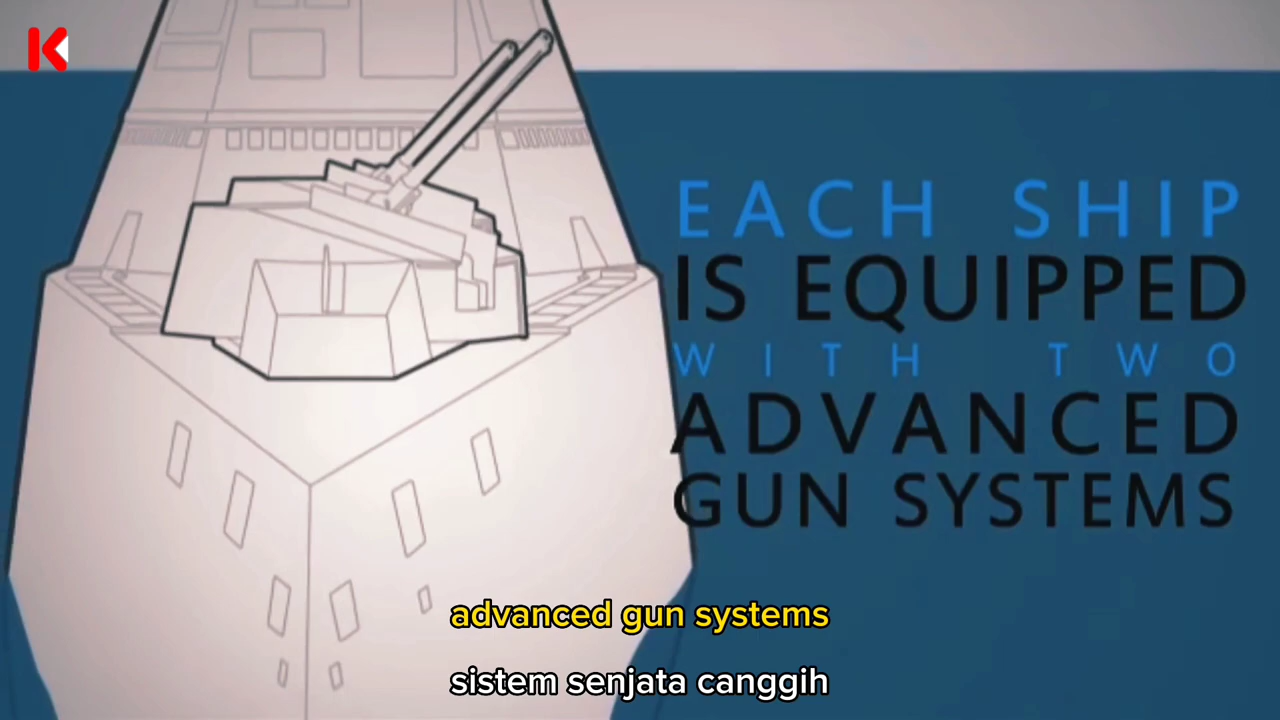 K
EACH SHIP
IS EQUIPPED
WITH TWO
ADVANCED
GUN SYSTEMS
advanced gun systems
sistem senjata canggih